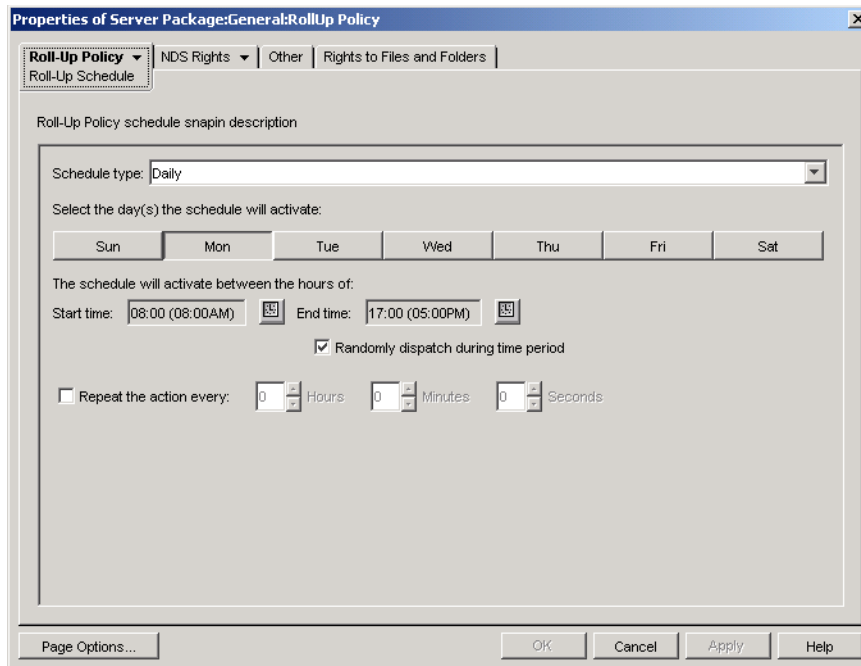 Properties of Server Package:General:RollUp Policy
Roll-Up Policy NDS Rights Other Rights to Files and Folders
Roll-Up Schedule
Roll-Up Policy schedule snapin description
Schedule type: Daily
Select the day(s) the schedule will activate:
Sun Mon Tue Wed Thu Fri Sat
The schedule will activate between the hours of:
Start time: 08:00 (08:00AM) End time: 17:00 (05:00PM)
Randomly dispatch during time period
Repeat the action every: 0 Hours 0 Minutes 0 Seconds
Page Options... OK Cancel Apply Help